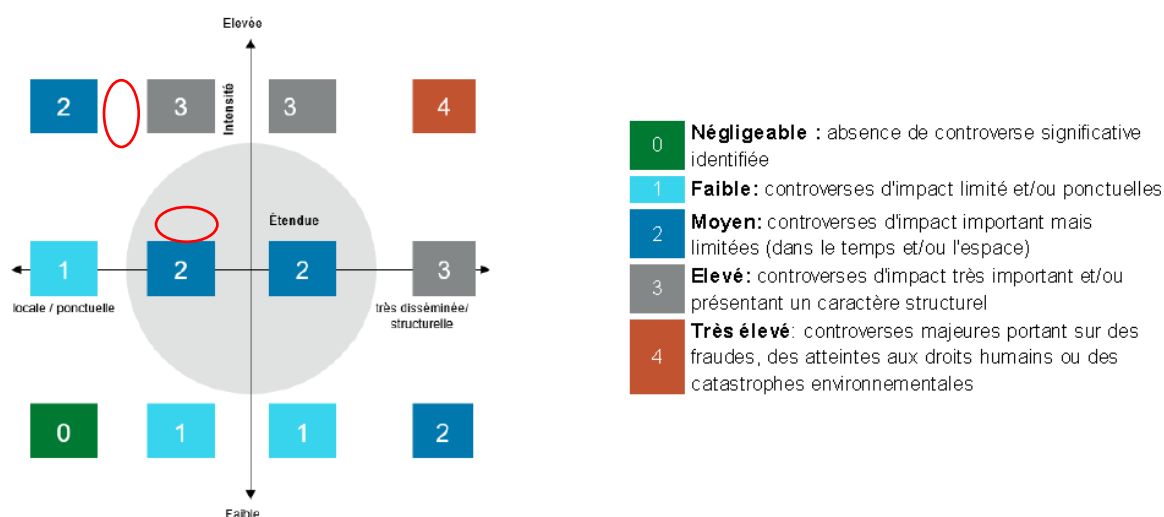 Elevée
2 3 3 4
Intensité
Étendue
1 2 2 3
locale / ponctuelle
très disséminée/
structurelle
0 1 1 2
Faible
0 Négligeable : absence de controverse significative
identifiée
1 Faible: controverses d'impact limité et/ou ponctuelles
2 Moyen: controverses d'impact important mais
limitées (dans le temps et/ou l'espace)
3 Elevé: controverses d'impact très important et/ou
présentant un caractère structurel
4 Très élevé: controverses majeures portant sur des
fraudes, des atteintes aux droits humains ou des
catastrophes environnementales